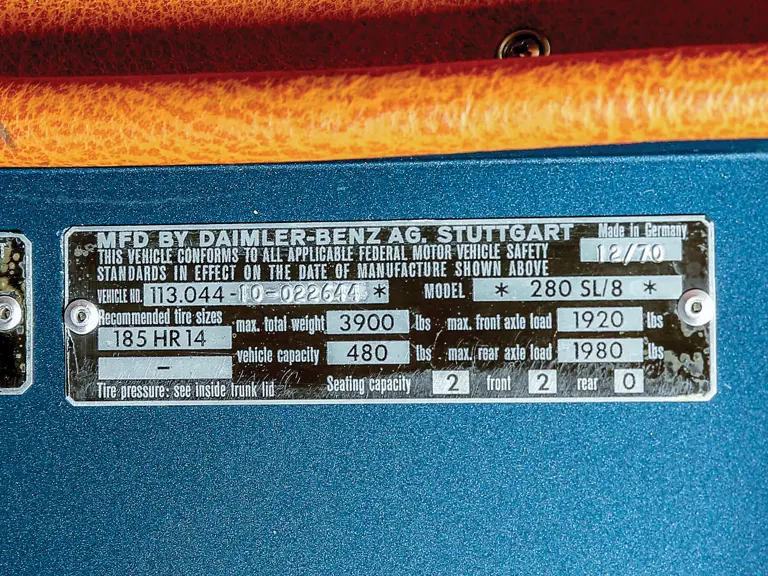 MFD BY DAIMLER-BENZ AG. STUTTGART Made in Germany
THIS VEHICLE CONFORMS TO ALL APPLICABLE FEDERAL MOTOR VEHICLE SAFETY 12/70
STANDARDS IN EFFECT ON THE DATE OF MANUFACTURE SHOWN ABOVE
VEHICLE NO. 113.044-10-022644 * MODEL * 280 SL/8 *
Recommended tire sizes max. total weight 3900 lbs max. front axle load 1920 lbs
185 HR 14 vehicle capacity 480 lbs max. rear axle load 1980 lbs
–
Tire pressure: see inside trunk lid Seating capacity 2 front 2 rear 0